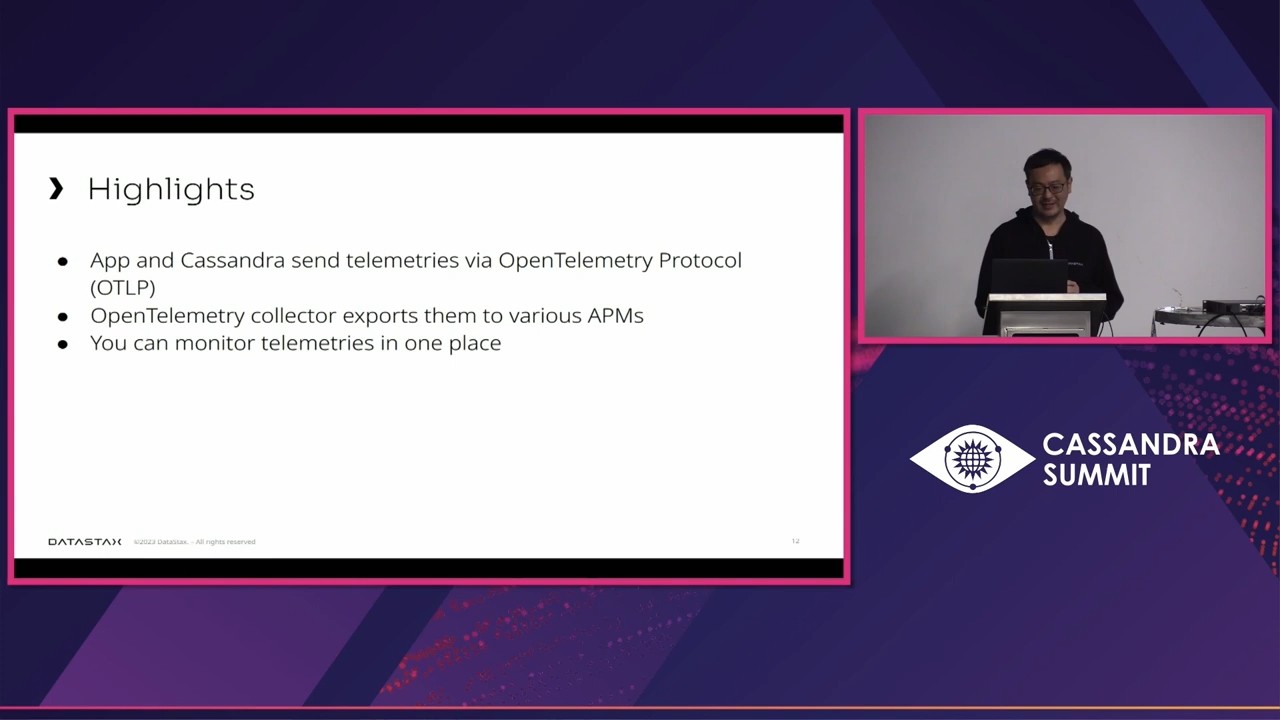 ❯ Highlights
● App and Cassandra send telemetries via OpenTelemetry Protocol
(OTLP)
● OpenTelemetry collector exports them to various APMs
● You can monitor telemetries in one place
DATASTAX ©2023 DataStax. – All rights reserved 12
CASSANDRA
SUMMIT